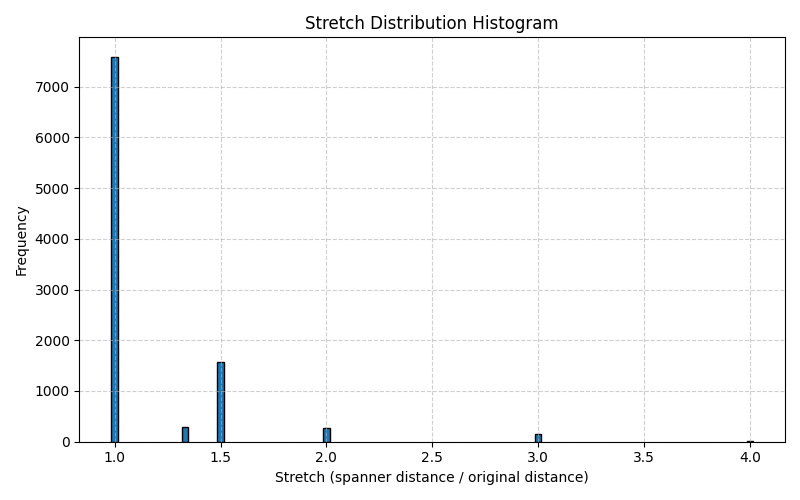 Stretch Distribution Histogram
Frequency
7000
6000
5000
4000
3000
2000
1000
0
1.0 1.5 2.0 2.5 3.0 3.5 4.0
Stretch (spanner distance / original distance)